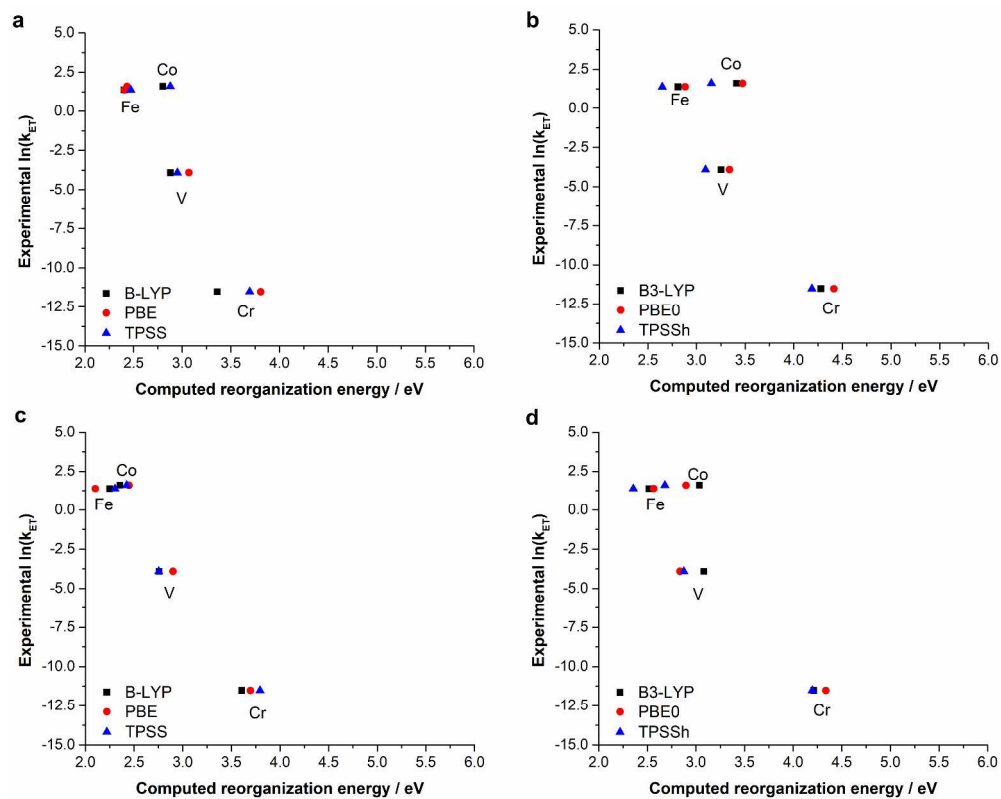 a
Experimental ln(k_ET)
5.0
2.5
0.0
-2.5
-5.0
-7.5
-10.0
-12.5
-15.0
Co
Fe
V
Cr
B-LYP
PBE
TPSS
2.0 2.5 3.0 3.5 4.0 4.5 5.0 5.5 6.0
Computed reorganization energy / eV
b
Experimental ln(k_ET)
5.0
2.5
0.0
-2.5
-5.0
-7.5
-10.0
-12.5
-15.0
Co
Fe
V
Cr
B3-LYP
PBE0
TPSSh
2.0 2.5 3.0 3.5 4.0 4.5 5.0 5.5 6.0
Computed reorganization energy / eV
c
Experimental ln(k_ET)
5.0
2.5
0.0
-2.5
-5.0
-7.5
-10.0
-12.5
-15.0
Co
Fe
V
Cr
B-LYP
PBE
TPSS
2.0 2.5 3.0 3.5 4.0 4.5 5.0 5.5 6.0
Computed reorganization energy / eV
d
Experimental ln(k_ET)
5.0
2.5
0.0
-2.5
-5.0
-7.5
-10.0
-12.5
-15.0
Co
Fe
V
Cr
B3-LYP
PBE0
TPSSh
2.0 2.5 3.0 3.5 4.0 4.5 5.0 5.5 6.0
Computed reorganization energy / eV